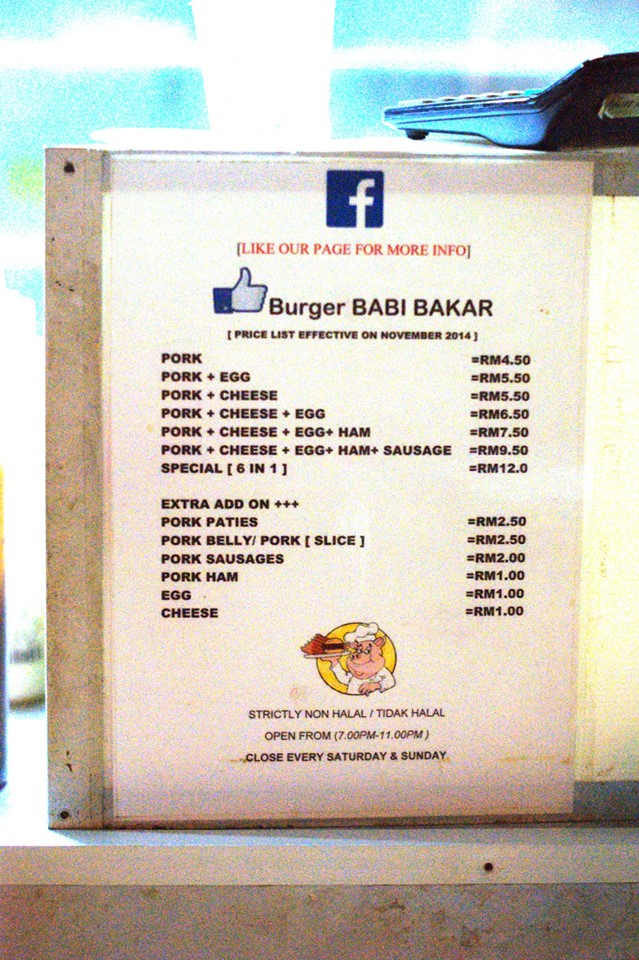 f
[LIKE OUR PAGE FOR MORE INFO]
Burger BABI BAKAR
[ PRICE LIST EFFECTIVE ON NOVEMBER 2014 ]
PORK =RM4.50
PORK + EGG =RM5.50
PORK + CHEESE =RM5.50
PORK + CHEESE + EGG =RM6.50
PORK + CHEESE + EGG+ HAM =RM7.50
PORK + CHEESE + EGG+ HAM+ SAUSAGE =RM9.50
SPECIAL [ 6 IN 1 ] =RM12.0
EXTRA ADD ON +++
PORK PATIES =RM2.50
PORK BELLY/ PORK [ SLICE ] =RM2.50
PORK SAUSAGES =RM2.00
PORK HAM =RM1.00
EGG =RM1.00
CHEESE =RM1.00
STRICTLY NON HALAL / TIDAK HALAL
OPEN FROM (7.00PM-11.00PM )
CLOSE EVERY SATURDAY & SUNDAY